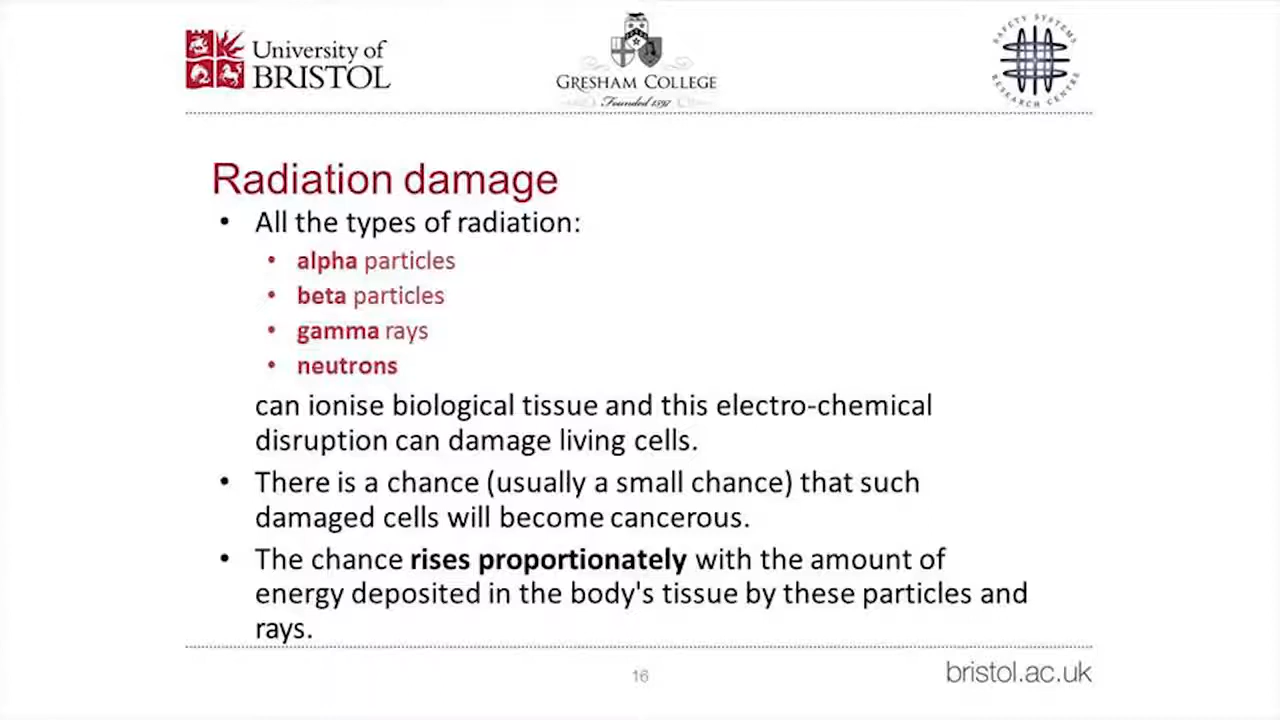 University of
BRISTOL
GRESHAM COLLEGE
Founded 1597
SAFETY SYSTEMS
RESEARCH CENTRE
Radiation damage
• All the types of radiation:
• alpha particles
• beta particles
• gamma rays
• neutrons
can ionise biological tissue and this electro-chemical
disruption can damage living cells.
• There is a chance (usually a small chance) that such
damaged cells will become cancerous.
• The chance rises proportionately with the amount of
energy deposited in the body's tissue by these particles and
rays.
16
bristol.ac.uk